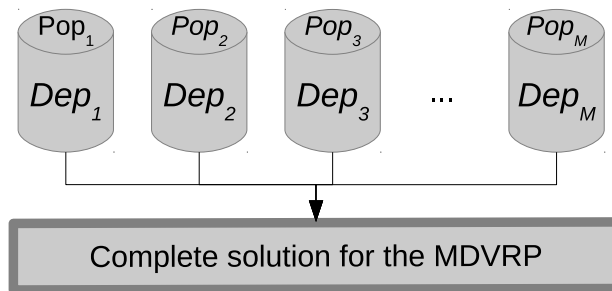 Pop1 Pop2 Pop3 PopM
Dep1 Dep2 Dep3 ... DepM
Complete solution for the MDVRP